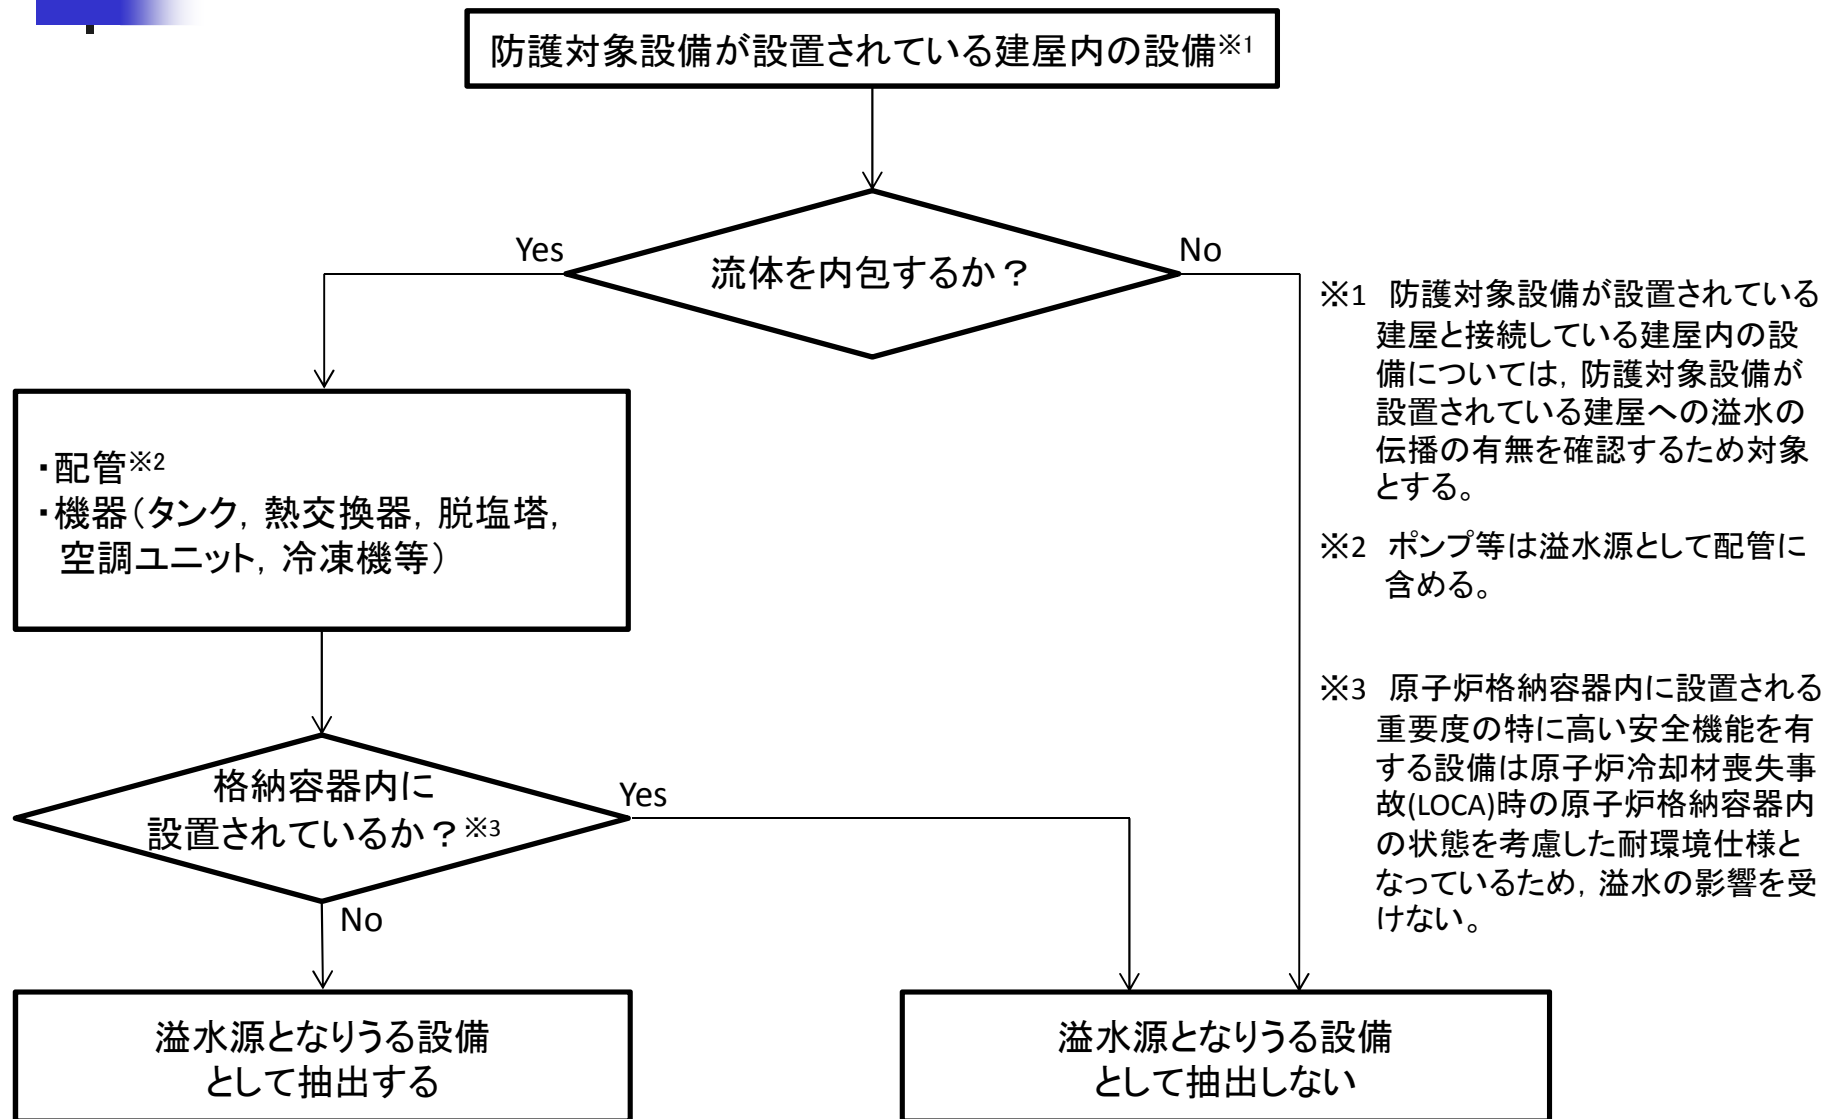 防護対象設備が設置されている建屋内の設備※1
流体を内包するか？
Yes
No
・配管※2
・機器（タンク，熱交換器，脱塩塔，
空調ユニット，冷凍機等）
格納容器内に
設置されているか？※3
Yes
No
溢水源となりうる設備
として抽出する
溢水源となりうる設備
として抽出しない
※1　防護対象設備が設置されている
建屋と接続している建屋内の設
備については，防護対象設備が
設置されている建屋への溢水の
伝播の有無を確認するため対象
とする。
※2　ポンプ等は溢水源として配管に
含める。
※3　原子炉格納容器内に設置される
重要度の特に高い安全機能を有
する設備は原子炉冷却材喪失事
故(LOCA)時の原子炉格納容器内
の状態を考慮した耐環境仕様と
なっているため，溢水の影響を受
けない。